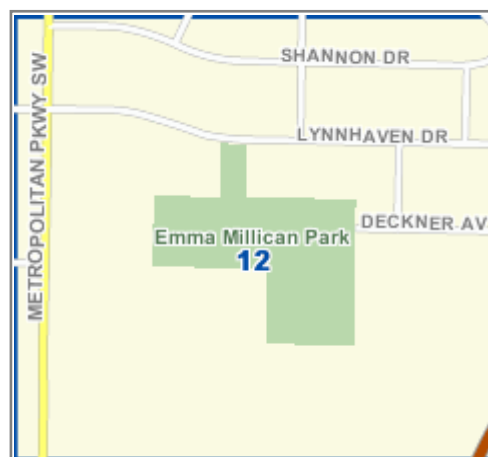 SHANNON DR
METROPOLITAN PKWY SW
LYNNHAVEN DR
DECKNER AV
Emma Millican Park
12